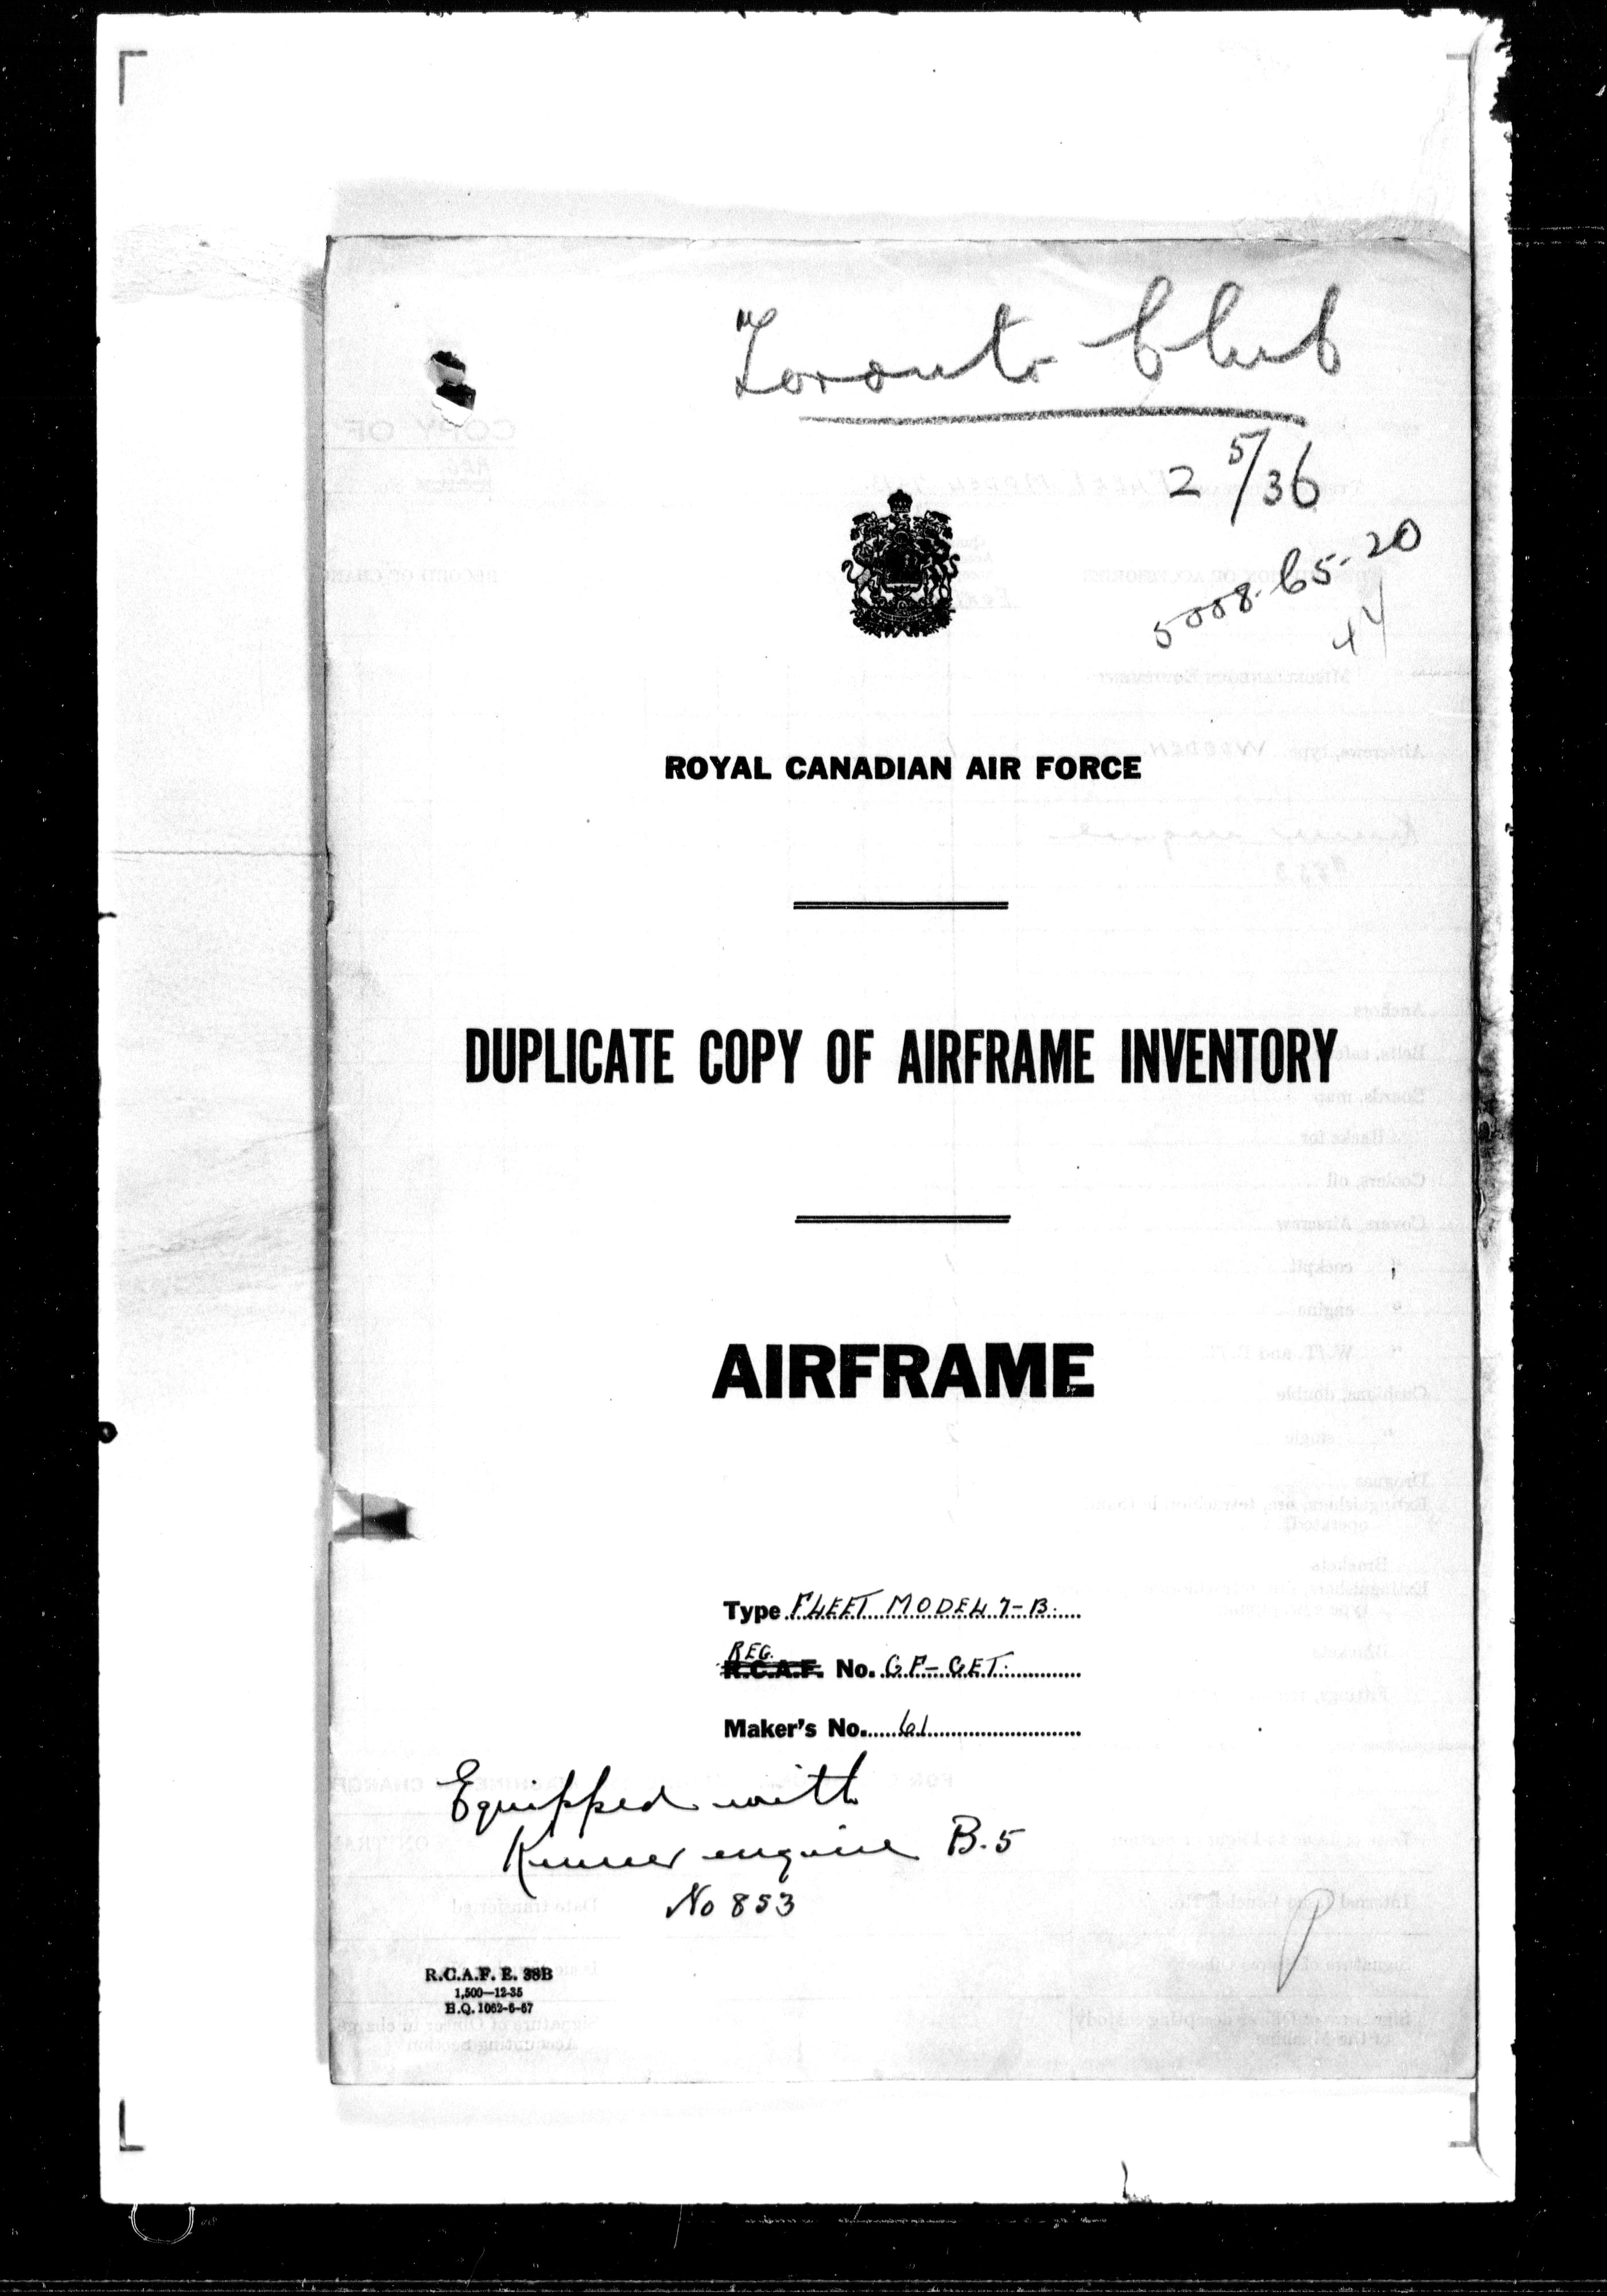 Toronto Club
2 5/36
5008-65-20
44
ROYAL CANADIAN AIR FORCE
DUPLICATE COPY OF AIRFRAME INVENTORY
AIRFRAME
Type FLEET MODEL 7-B.
REG.
R.C.A.F. No. CF-CET.
Maker's No. 61
Equipped with
Kinner engine B.5
No 853
R.C.A.F. E. 38B
1,500—12-35
H.Q. 1062-6-67